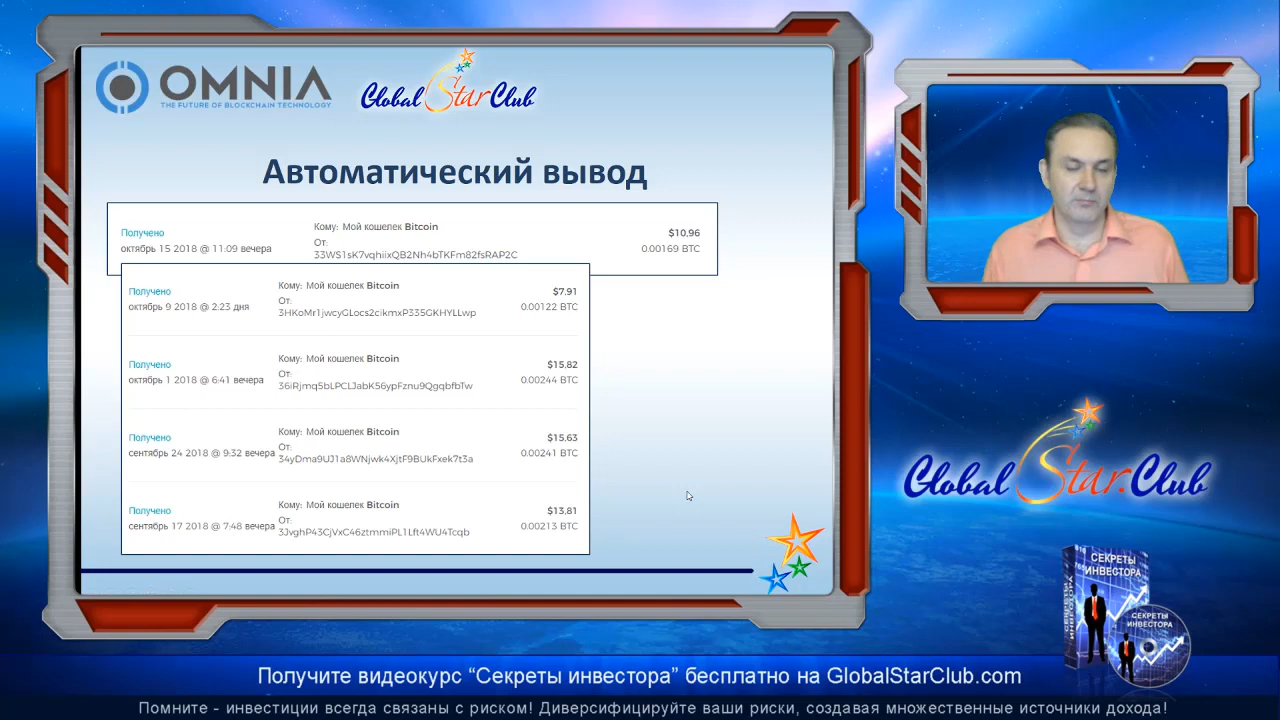 OMNIA
THE FUTURE OF BLOCKCHAIN TECHNOLOGY
Global Star Club
Автоматический вывод
Получено
октябрь 15 2018 @ 11:09 вечера
Кому: Мой кошелек Bitcoin
От:
33WS1sK7vqhiixQB2Nh4bTKFm82fsRAP2C
$10.96
0.00169 BTC
Получено
октябрь 9 2018 @ 2:23 дня
Кому: Мой кошелек Bitcoin
От:
3HKoMr1jwcyGLocs2cikmxP335GKHYLLwp
$7.91
0.00122 BTC
Получено
октябрь 1 2018 @ 6:41 вечера
Кому: Мой кошелек Bitcoin
От:
36iRjmq5bLPCLJabK56ypFznu9QgqbfbTw
$15.82
0.00244 BTC
Получено
сентябрь 24 2018 @ 9:32 вечера
Кому: Мой кошелек Bitcoin
От:
34yDma9UJ1a8WNjwk4XjtF9BUkFxek7t3a
$15.63
0.00241 BTC
Получено
сентябрь 17 2018 @ 7:48 вечера
Кому: Мой кошелек Bitcoin
От:
3JvghP43CjVxC46ztmmiPL1Lft4WU4Tcqb
$13.81
0.00213 BTC
Global Star.Club
СЕКРЕТЫ
ИНВЕСТОРА
СЕКРЕТЫ ИНВЕСТОРА
СЕКРЕТЫ
ИНВЕСТОРА
Получите видеокурс “Секреты инвестора” бесплатно на GlobalStarClub.com
Помните - инвестиции всегда связаны с риском! Диверсифицируйте ваши риски, создавая множественные источники дохода!